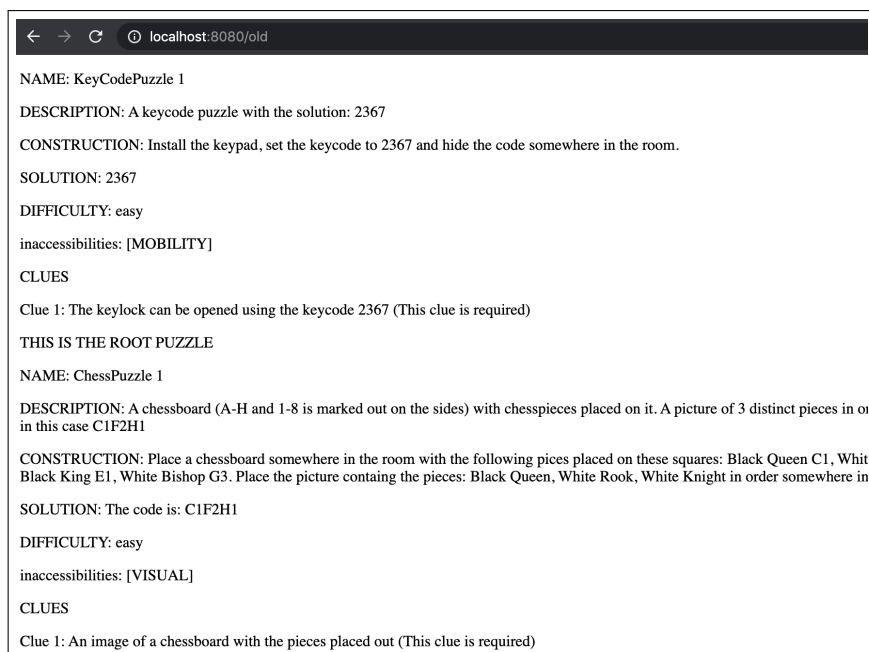 localhost:8080/old
NAME: KeyCodePuzzle 1
DESCRIPTION: A keycode puzzle with the solution: 2367
CONSTRUCTION: Install the keypad, set the keycode to 2367 and hide the code somewhere in the room.
SOLUTION: 2367
DIFFICULTY: easy
inaccessibilities: [MOBILITY]
CLUES
Clue 1: The keylock can be opened using the keycode 2367 (This clue is required)
THIS IS THE ROOT PUZZLE
NAME: ChessPuzzle 1
DESCRIPTION: A chessboard (A-H and 1-8 is marked out on the sides) with chesspieces placed on it. A picture of 3 distinct pieces in
in this case C1F2H1
CONSTRUCTION: Place a chessboard somewhere in the room with the following pices placed on these squares: Black Queen C1,
Black King E1, White Bishop G3. Place the picture containg the pieces: Black Queen, White Rook, White Knight in order somewhere in
SOLUTION: The code is: C1F2H1
DIFFICULTY: easy
inaccessibilities: [VISUAL]
CLUES
Clue 1: An image of a chessboard with the pieces placed out (This clue is required)